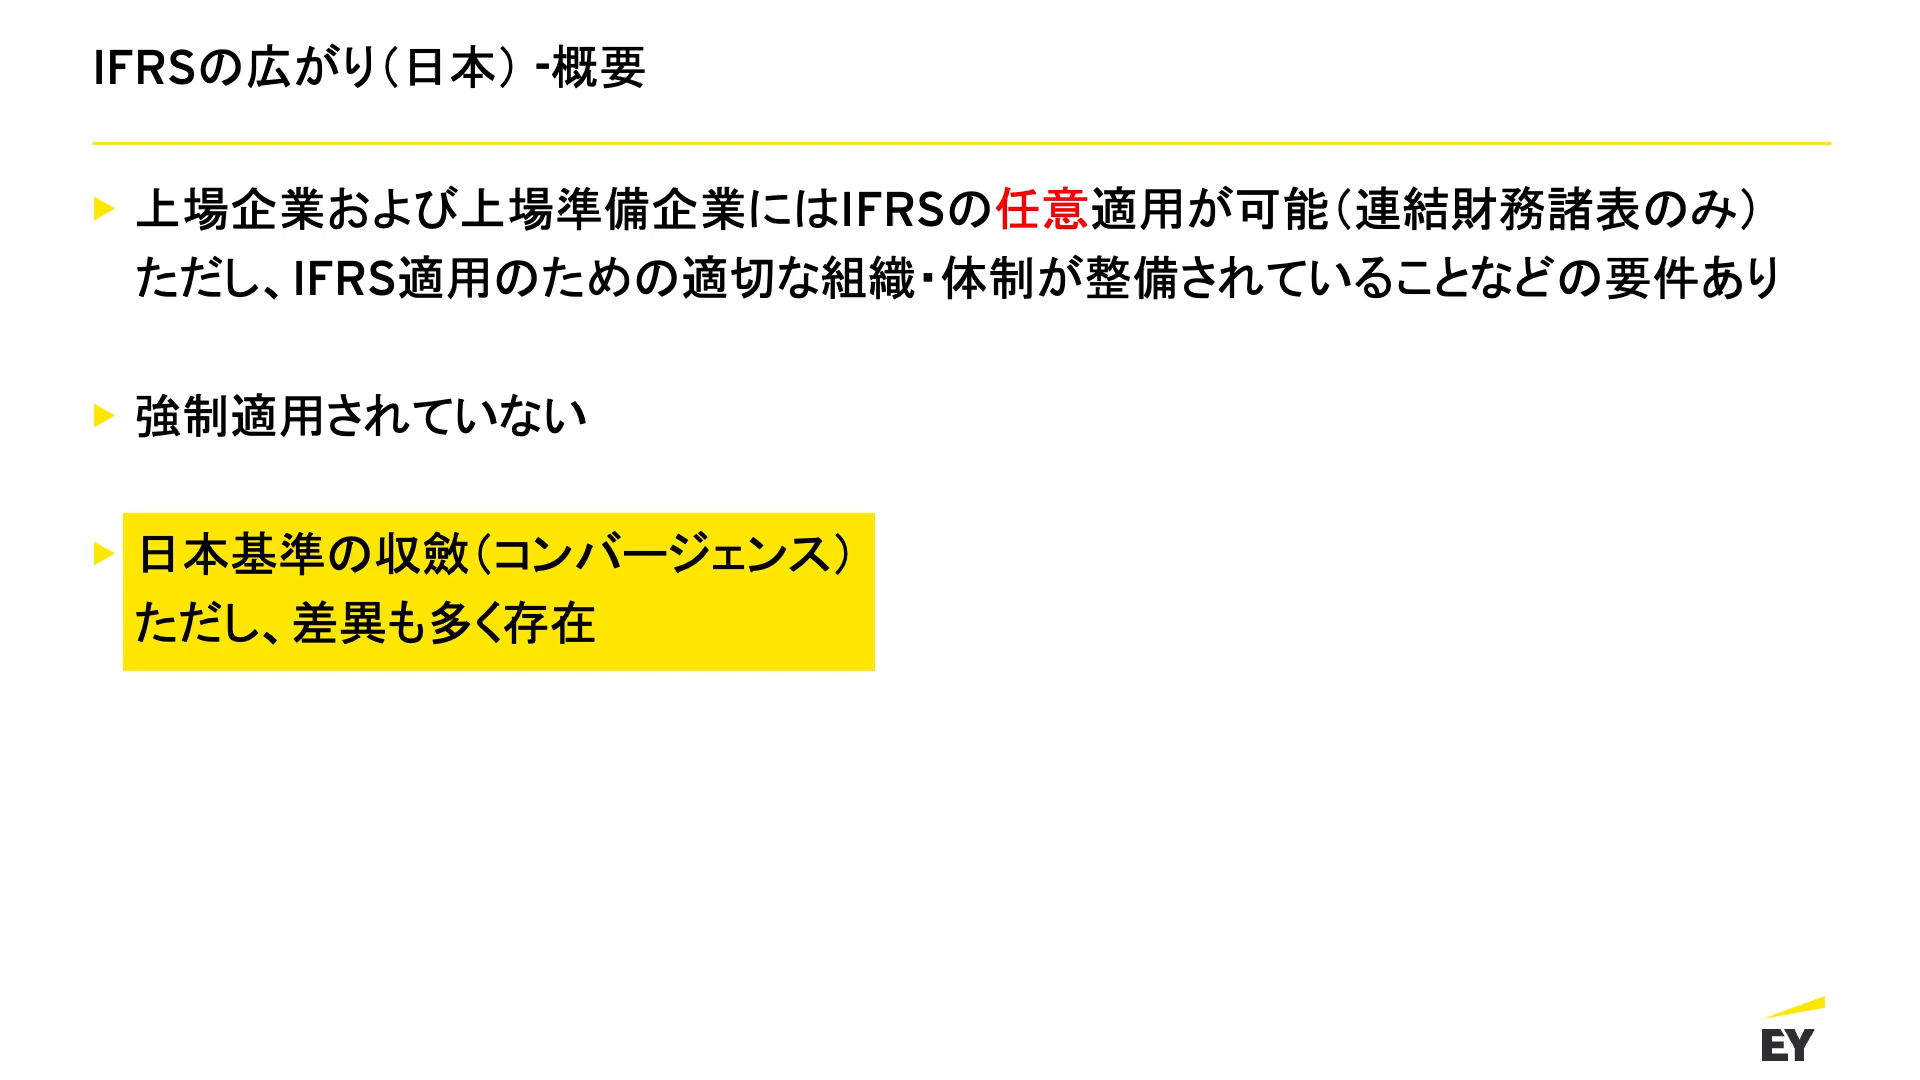 IFRSの広がり（日本） -概要
上場企業および上場準備企業にはIFRSの任意適用が可能（連結財務諸表のみ）
ただし、IFRS適用のための適切な組織・体制が整備されていることなどの要件あり
強制適用されていない
日本基準の収斂（コンバージェンス）
ただし、差異も多く存在
EY